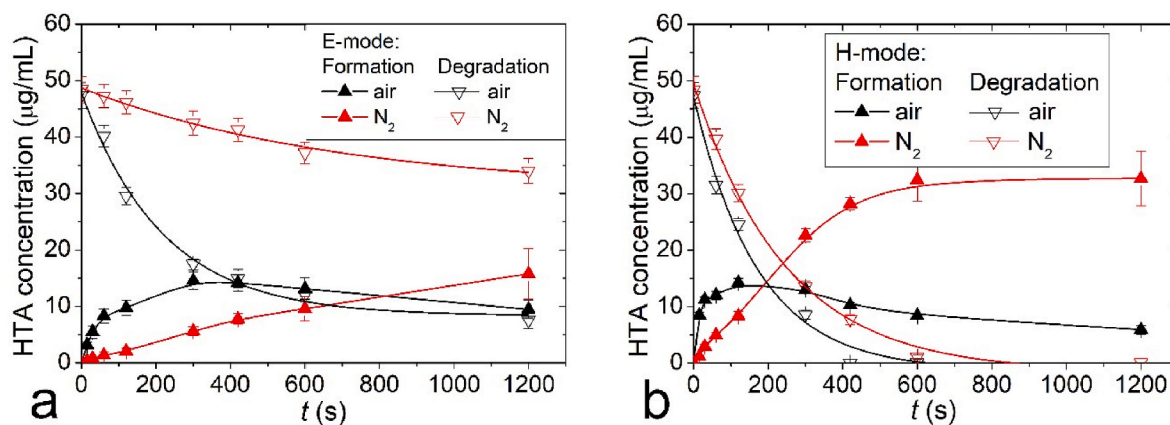 HTA concentration (µg/mL)
60
50
40
30
20
10
0
E-mode:
Formation Degradation
air air
N₂ N₂
0 200 400 600 800 1000 1200
t (s)
a
HTA concentration (µg/mL)
60
50
40
30
20
10
0
H-mode:
Formation Degradation
air air
N₂ N₂
0 200 400 600 800 1000 1200
t (s)
b